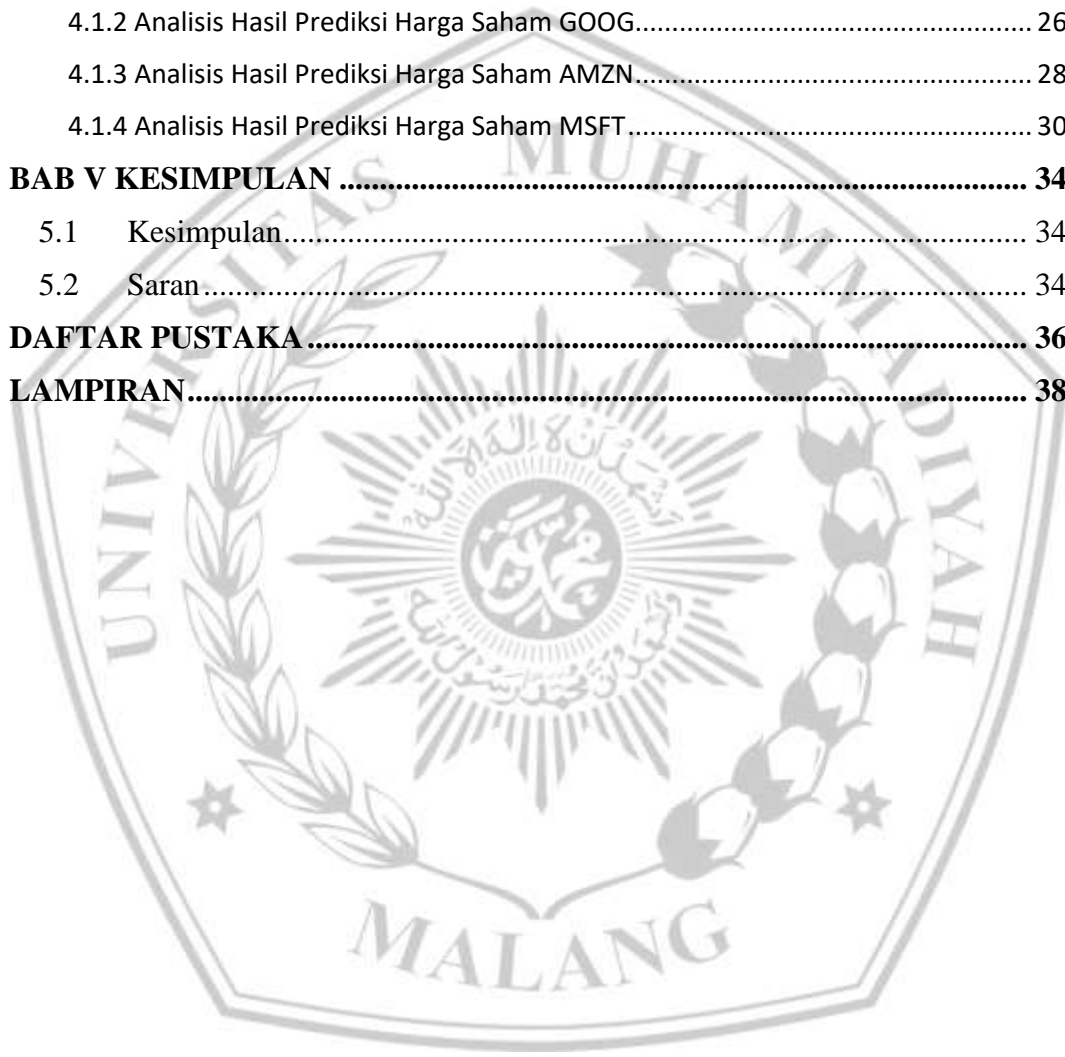 4.1.2 Analisis Hasil Prediksi Harga Saham GOOG.......................................................... 26
4.1.3 Analisis Hasil Prediksi Harga Saham AMZN.......................................................... 28
4.1.4 Analisis Hasil Prediksi Harga Saham MSFT........................................................... 30
BAB V KESIMPULAN ........................................................................................ 34
5.1 Kesimpulan................................................................................................ 34
5.2 Saran.......................................................................................................... 34
DAFTAR PUSTAKA............................................................................................ 36
LAMPIRAN........................................................................................................... 38
UNIVERSITAS MUHAMMADIYAH
MALANG